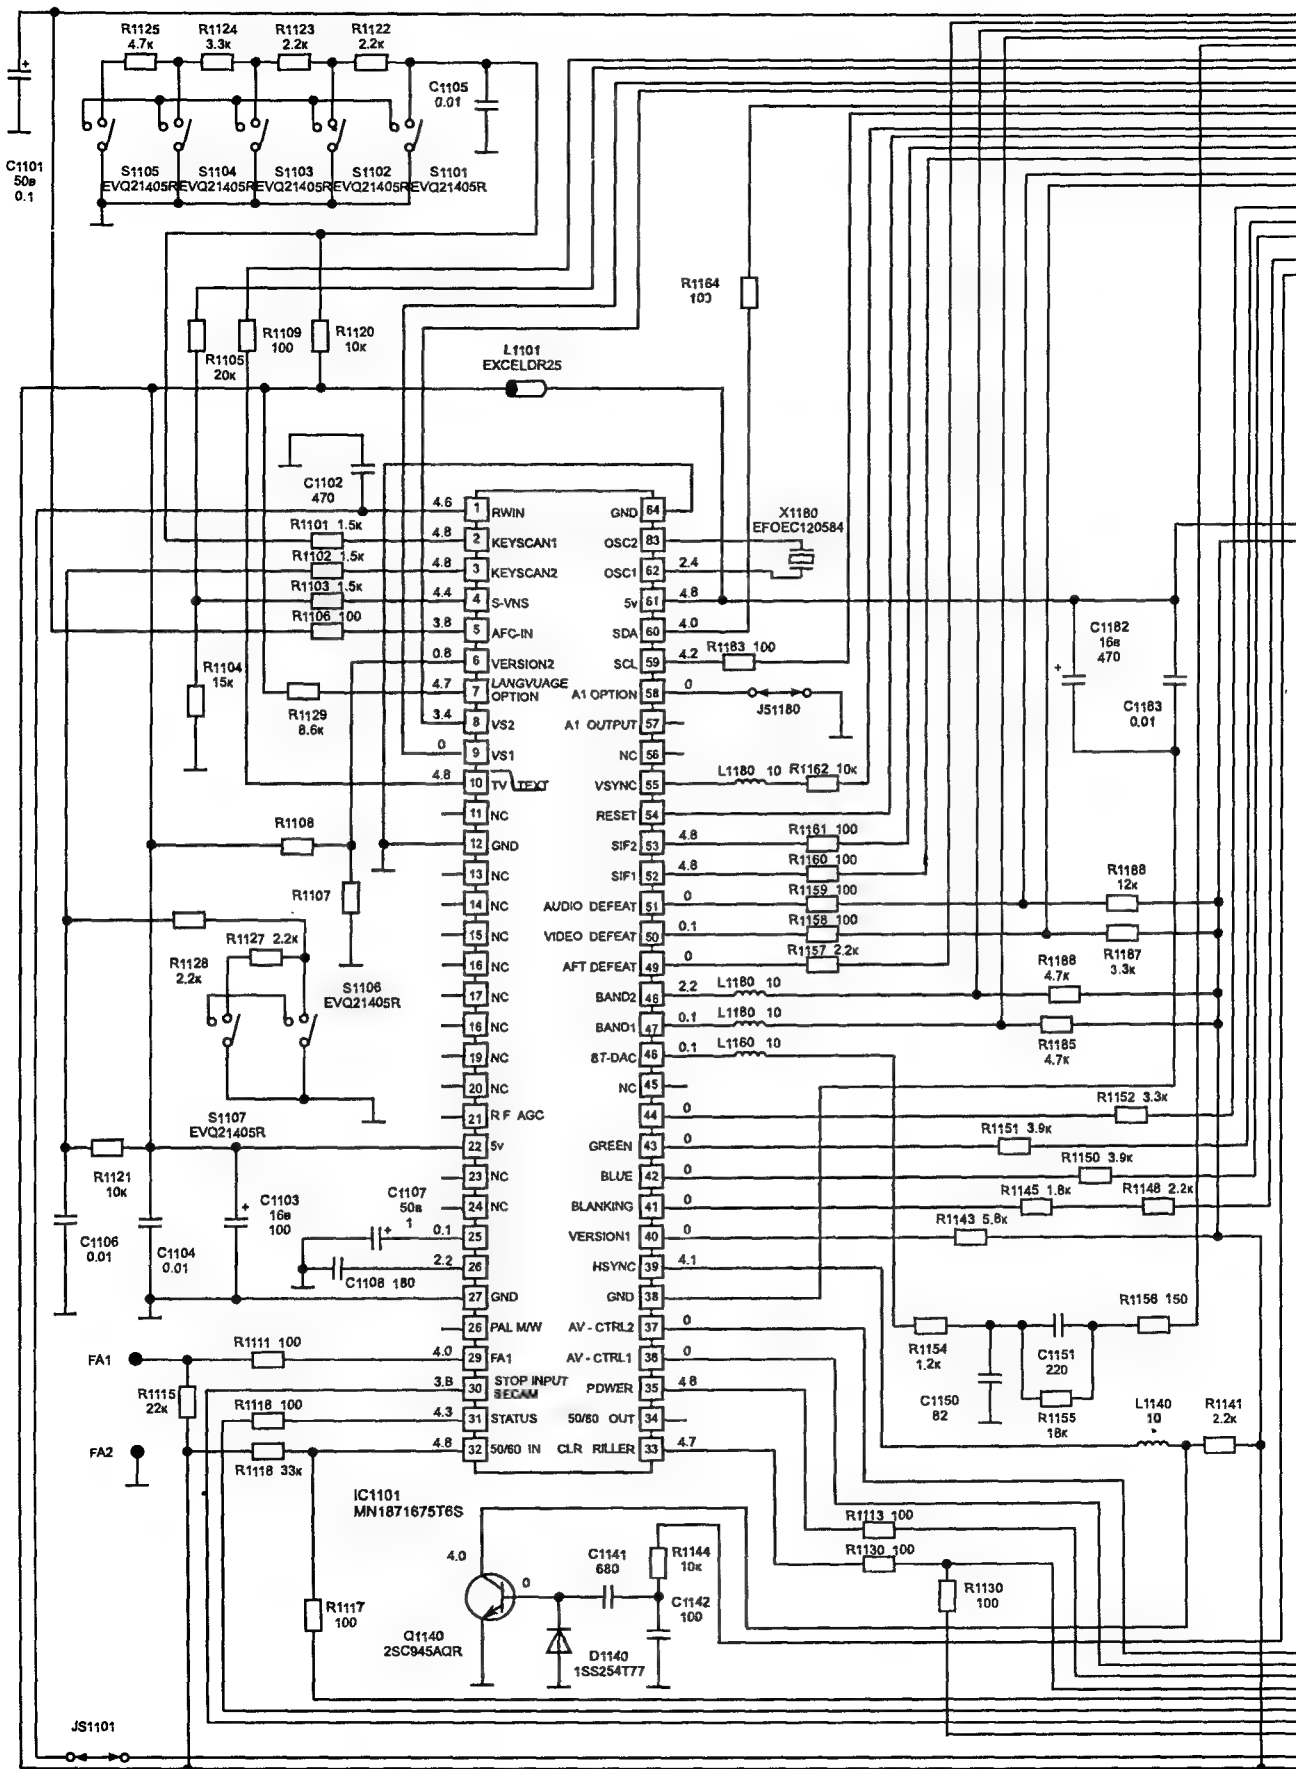 R1125
4.7к
R1124
3.3к
R1123
2.2к
R1122
2.2к
C1105
0.01
C1101
50в
0.1
S1105
EVQ21405R
S1104
EVQ21405R
S1103
EVQ21405R
S1102
EVQ21405R
S1101
EVQ21405R
R1164
100
R1105
20к
R1109
100
R1120
10к
L1101
EXCELDR25
C1102
470
X1180
EFOEC120584
4.6 1 RWIN
R1101 1.5к
4.8 2 KEYSCAN1
R1102 1.5к
4.8 3 KEYSCAN2
R1103 1.5к
4.4 4 S-VNS
R1106 100
3.8 5 AFC-IN
0.8 6 VERSION2
R1104
15к
4.7 7 LANGVUAGE
OPTION
R1129
8.6к
3.4 8 VS2
0 9 VS1
4.8 10 TV TEXT
11 NC
R1108
12 GND
13 NC
R1107
14 NC
15 NC
16 NC
17 NC
16 NC
19 NC
20 NC
21 R F AGC
22 5v
23 NC
24 NC
0.1 25
2.2 26
27 GND
26 PAL M/W
4.0 29 FA1
3.8 30 STOP INPUT
SECAM
4.3 31 STATUS
4.8 32 50/60 IN
R1127 2.2к
R1128
2.2к
S1106
EVQ21405R
S1107
EVQ21405R
R1121
10к
C1103
16в
100
C1107
50в
1
C1106
0.01
C1104
0.01
C1108 180
FA1
R1111 100
R1115
22к
R1118 100
FA2
R1118 33к
GND 64
OSC2 83
OSC1 62 2.4
5v 61 4.8
SDA 60 4.0
SCL 59 4.2
R1183 100
A1 OPTION 58 0
JS1180
A1 OUTPUT 57
NC 56
VSYNC 55
L1180 10
R1162 10к
RESET 54
SIF2 53 4.8
R1161 100
SIF1 52 4.8
R1160 100
AUDIO DEFEAT 51 0
R1159 100
VIDEO DEFEAT 50 0.1
R1158 100
AFT DEFEAT 49 0
R1157 2.2к
BAND2 46 2.2
L1180 10
BAND1 47 0.1
L1180 10
8T-DAC 46 0.1
L1160 10
NC 45
44 0
GREEN 43 0
BLUE 42 0
BLANKING 41 0
VERSION1 40 0
HSYNC 39 4.1
GND 38
AV - CTRL2 37 0
AV - CTRL1 38 0
PDWER 35 4 8
50/60 OUT 34
CLR RILLER 33 4.7
C1182
16в
470
C1183
0.01
R1188
12к
R1187
3.3к
R1188
4.7к
R1185
4.7к
R1152 3.3к
R1151 3.9к
R1150 3.9к
R1145 1.8к
R1148 2.2к
R1143 5.8к
R1156 150
R1154
1.2к
C1151
220
C1150
82
R1155
18к
L1140
10
R1141
2.2к
IC1101
MN1871675T6S
R1113 100
R1130 100
R1130
100
4.0
0
C1141
680
R1144
10к
C1142
100
R1117
100
Q1140
2SC945AQR
D1140
1SS254T77
JS1101